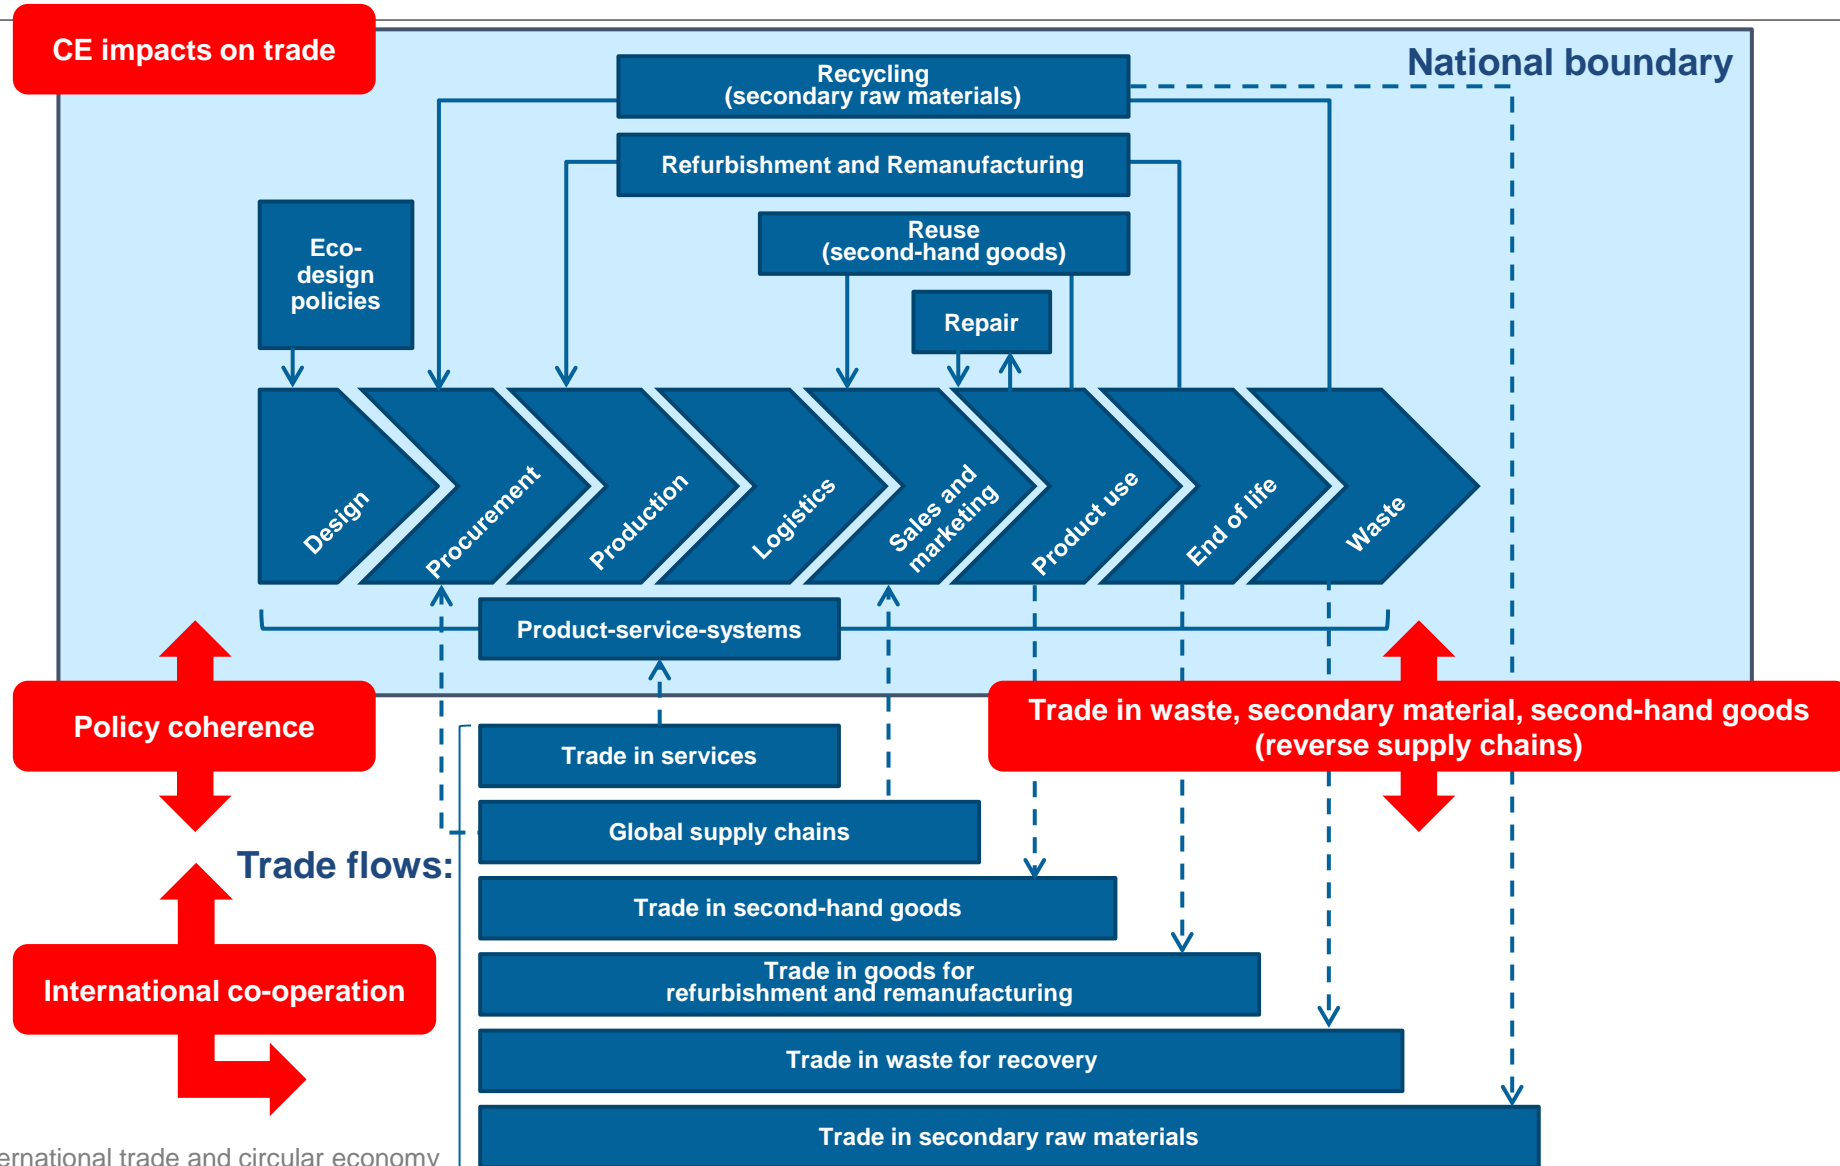 CE impacts on trade
National boundary
Recycling
(secondary raw materials)
Refurbishment and Remanufacturing
Reuse
(second-hand goods)
Eco-
design
policies
Repair
Design
Procurement
Production
Logistics
Sales and
marketing
Product use
End of life
Waste
Product-service-systems
Policy coherence
Trade in waste, secondary material, second-hand goods
(reverse supply chains)
Trade in services
Global supply chains
Trade flows:
Trade in second-hand goods
International co-operation
Trade in goods for
refurbishment and remanufacturing
Trade in waste for recovery
Trade in secondary raw materials
trade and circular economy